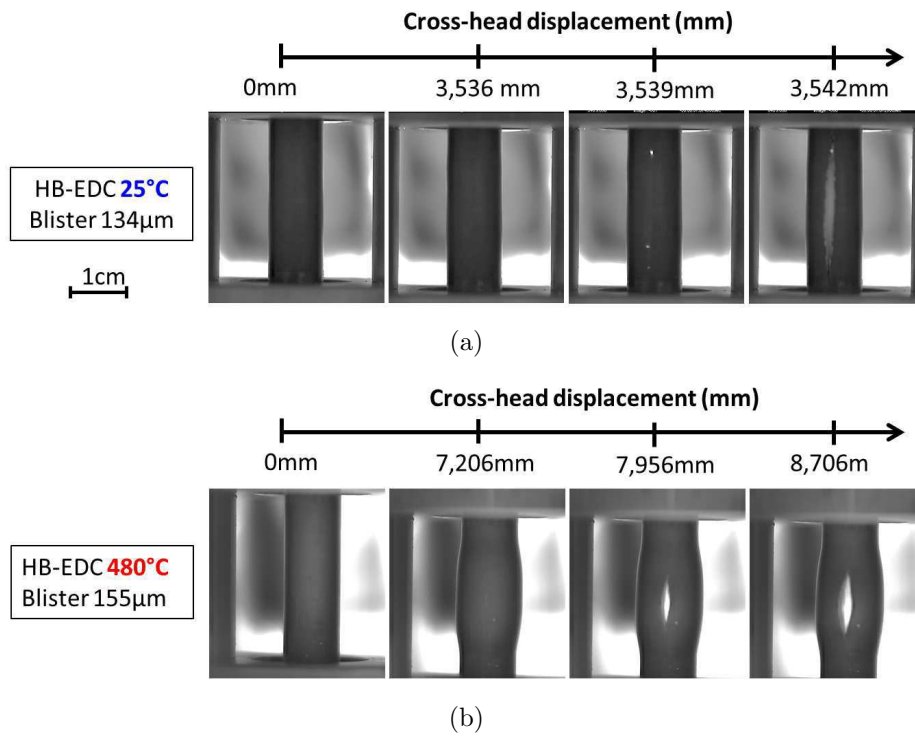 Cross-head displacement (mm)
0mm
3,536 mm
3,539mm
3,542mm
HB-EDC 25°C
Blister 134µm
1cm
(a)
Cross-head displacement (mm)
0mm
7,206mm
7,956mm
8,706m
HB-EDC 480°C
Blister 155µm
(b)